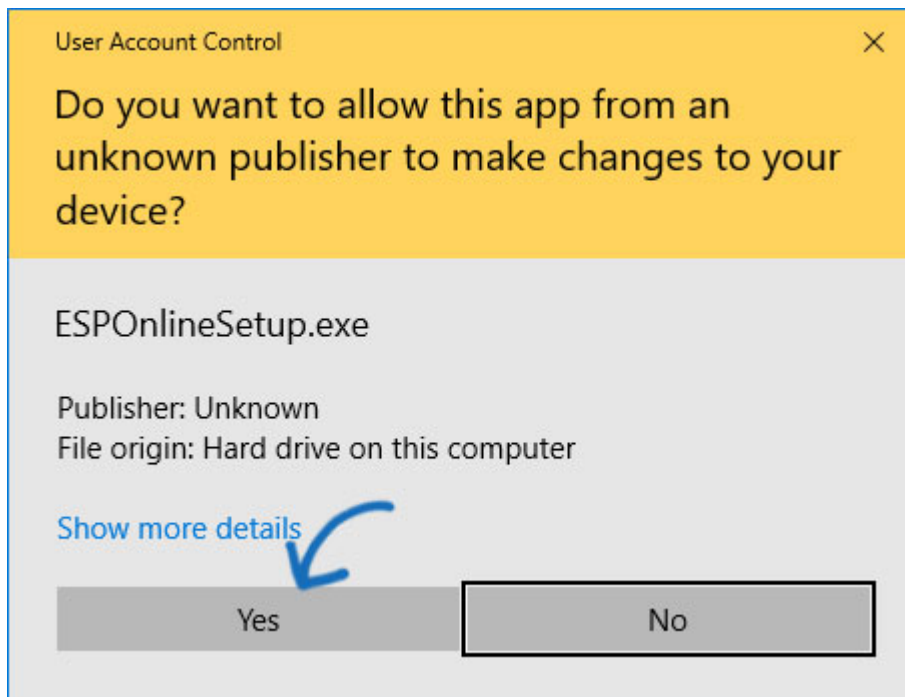 User Account Control
Do you want to allow this app from an
unknown publisher to make changes to your
device?
ESPOnlineSetup.exe
Publisher: Unknown
File origin: Hard drive on this computer
Show more details
Yes
No